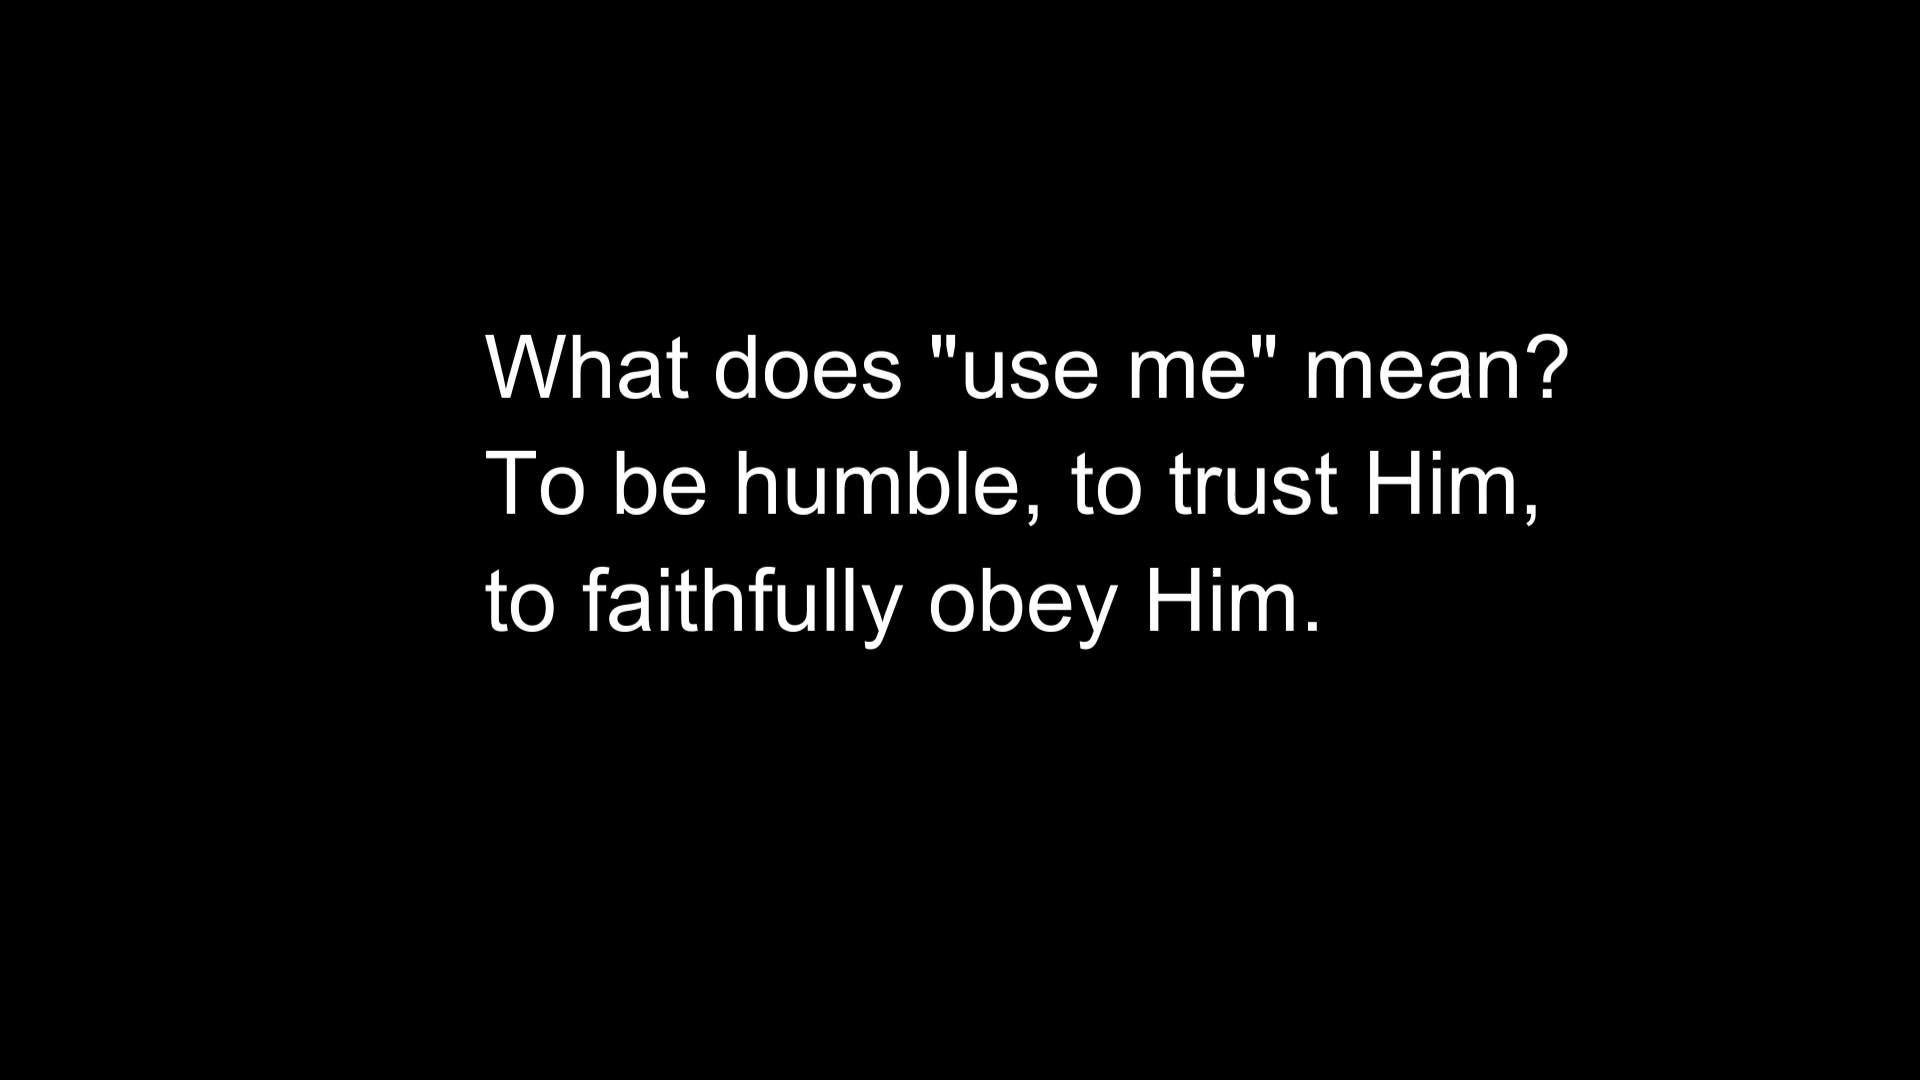 What does "use me" mean?
To be humble, to trust Him,
to faithfully obey Him.